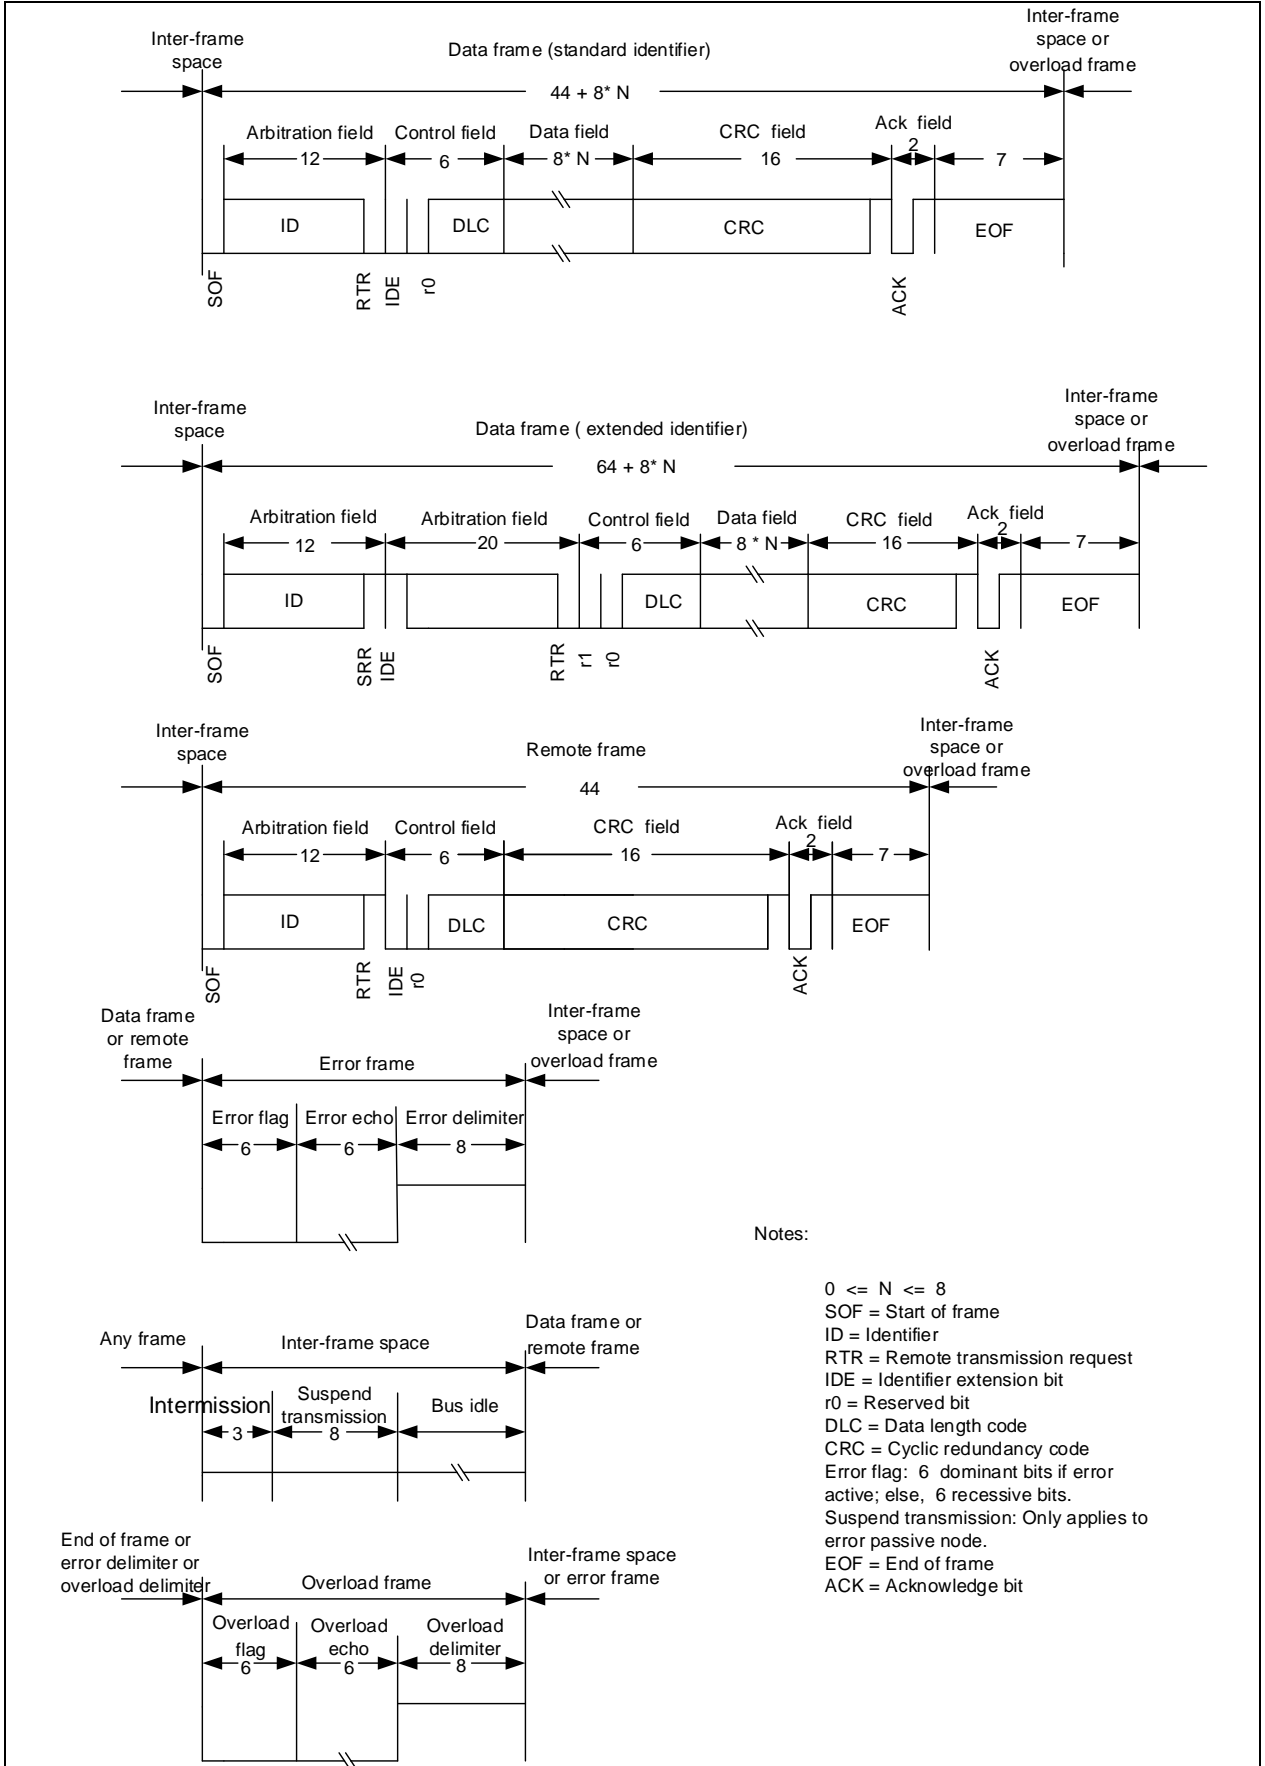 Inter-frame
space
Data frame (standard identifier)
Inter-frame
space or
overload frame
44 + 8* N
Arbitration field
Control field
Data field
CRC field
Ack field
12
6
8* N
16
2
7
ID
DLC
CRC
EOF
SOF
RTR
IDE
r0
ACK
Inter-frame
space
Data frame ( extended identifier)
Inter-frame
space or
overload frame
64 + 8* N
Arbitration field
Arbitration field
Control field
Data field
CRC field
Ack field
12
20
6
8 * N
16
2
7
ID
DLC
CRC
EOF
SOF
SRR
IDE
RTR
r1
r0
ACK
Inter-frame
space
Remote frame
Inter-frame
space or
overload frame
44
Arbitration field
Control field
CRC field
Ack field
12
6
16
2
7
ID
DLC
CRC
EOF
SOF
RTR
IDE
r0
ACK
Data frame
or remote
frame
Error frame
Inter-frame
space or
overload frame
Error flag
Error echo
Error delimiter
6
6
8
Any frame
Inter-frame space
Data frame or
remote frame
Intermission
Suspend
transmission
Bus idle
3
8
End of frame or
error delimiter or
overload delimiter
Overload frame
Inter-frame space
or error frame
Overload
flag
Overload
echo
Overload
delimiter
6
6
8
Notes:
0 <= N <= 8
SOF = Start of frame
ID = Identifier
RTR = Remote transmission request
IDE = Identifier extension bit
r0 = Reserved bit
DLC = Data length code
CRC = Cyclic redundancy code
Error flag: 6 dominant bits if error
active; else, 6 recessive bits.
Suspend transmission: Only applies to
error passive node.
EOF = End of frame
ACK = Acknowledge bit